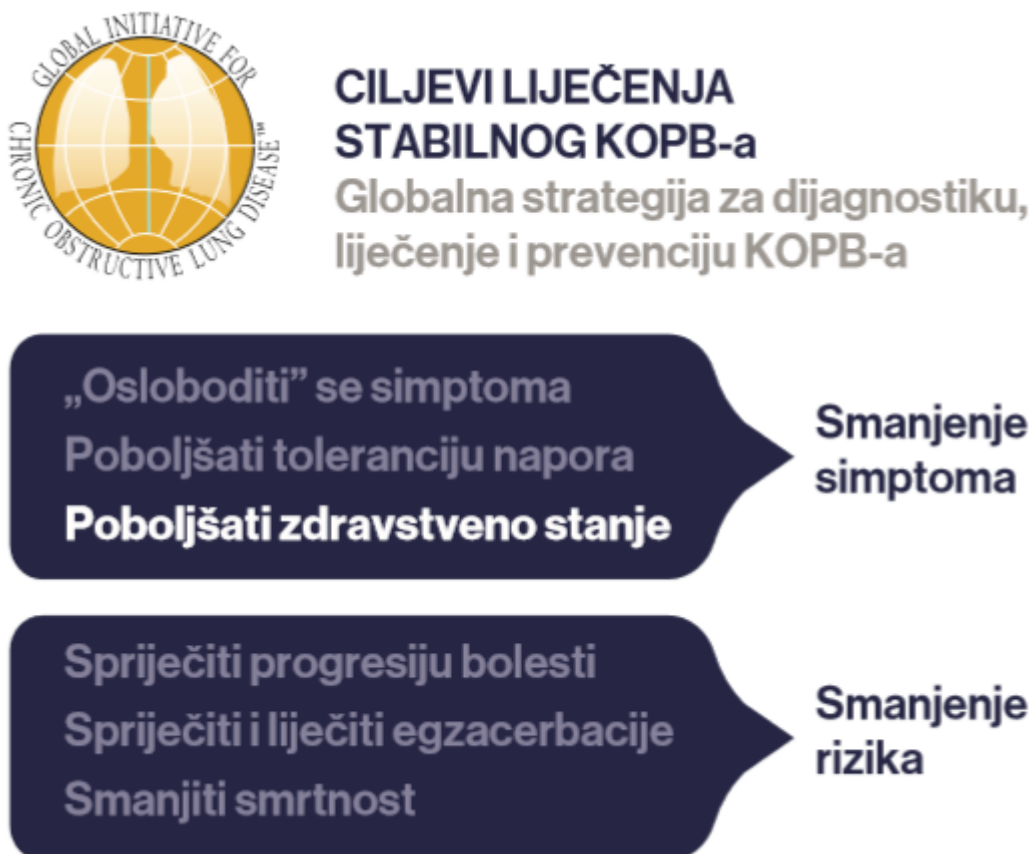 GLOBAL INITIATIVE FOR
CHRONIC OBSTRUCTIVE LUNG DISEASE™
CILJEVI LIJEČENJA
STABILNOG KOPB-a
Globalna strategija za dijagnostiku,
liječenje i prevenciju KOPB-a
„Osloboditi” se simptoma
Poboljšati toleranciju napora
Poboljšati zdravstveno stanje
Smanjenje
simptoma
Spriječiti progresiju bolesti
Spriječiti i liječiti egzacerbacije
Smanjiti smrtnost
Smanjenje
rizika